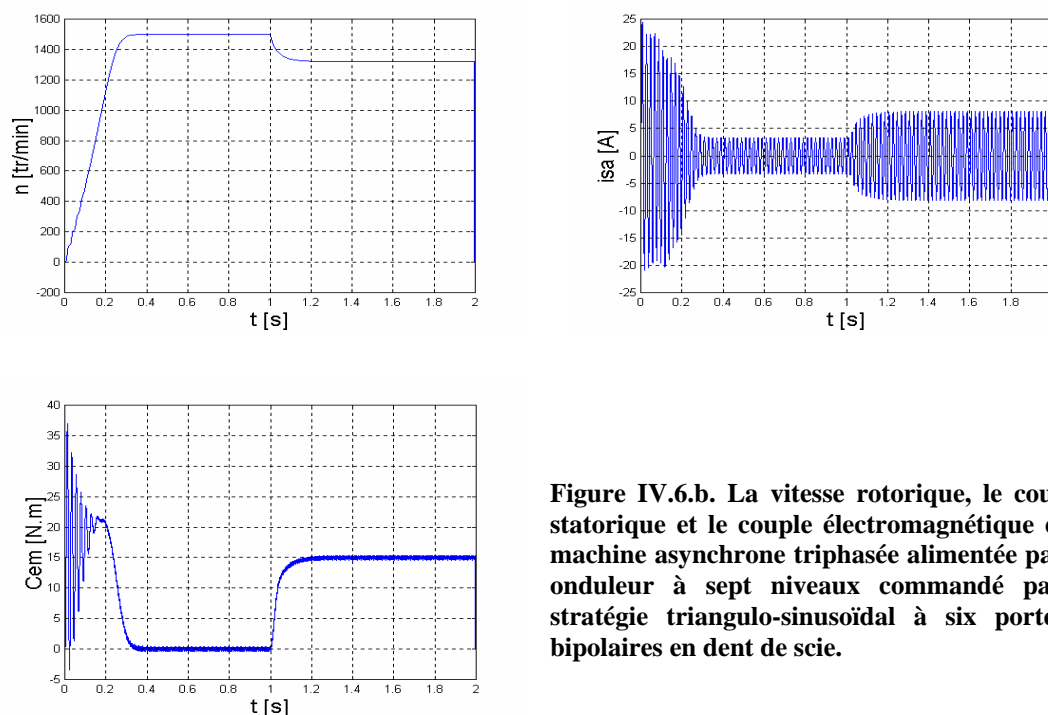 1600
1400
1200
1000
800
600
400
200
0
-200
n [tr/min]
0 0.2 0.4 0.6 0.8 1 1.2 1.4 1.6 1.8 2
t [s]
25
20
15
10
5
0
-5
-10
-15
-20
-25
isa [A]
0 0.2 0.4 0.6 0.8 1 1.2 1.4 1.6 1.8
t [s]
40
35
30
25
20
15
10
5
0
-5
Cem [N.m]
0 0.2 0.4 0.6 0.8 1 1.2 1.4 1.6 1.8 2
t [s]
Figure IV.6.b. La vitesse rotorique, le cou
statorique et le couple électromagnétique
machine asynchrone triphasée alimentée pa
onduleur à sept niveaux commandé pa
stratégie triangulo-sinusoïdal à six porte
bipolaires en dent de scie.